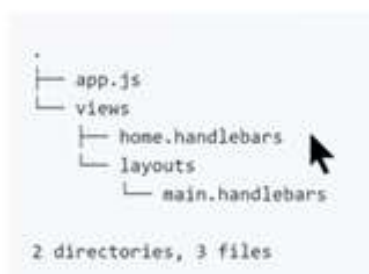 .
├── app.js
└── views
    ├── home.handlebars
    └── layouts
        └── main.handlebars
2 directories, 3 files